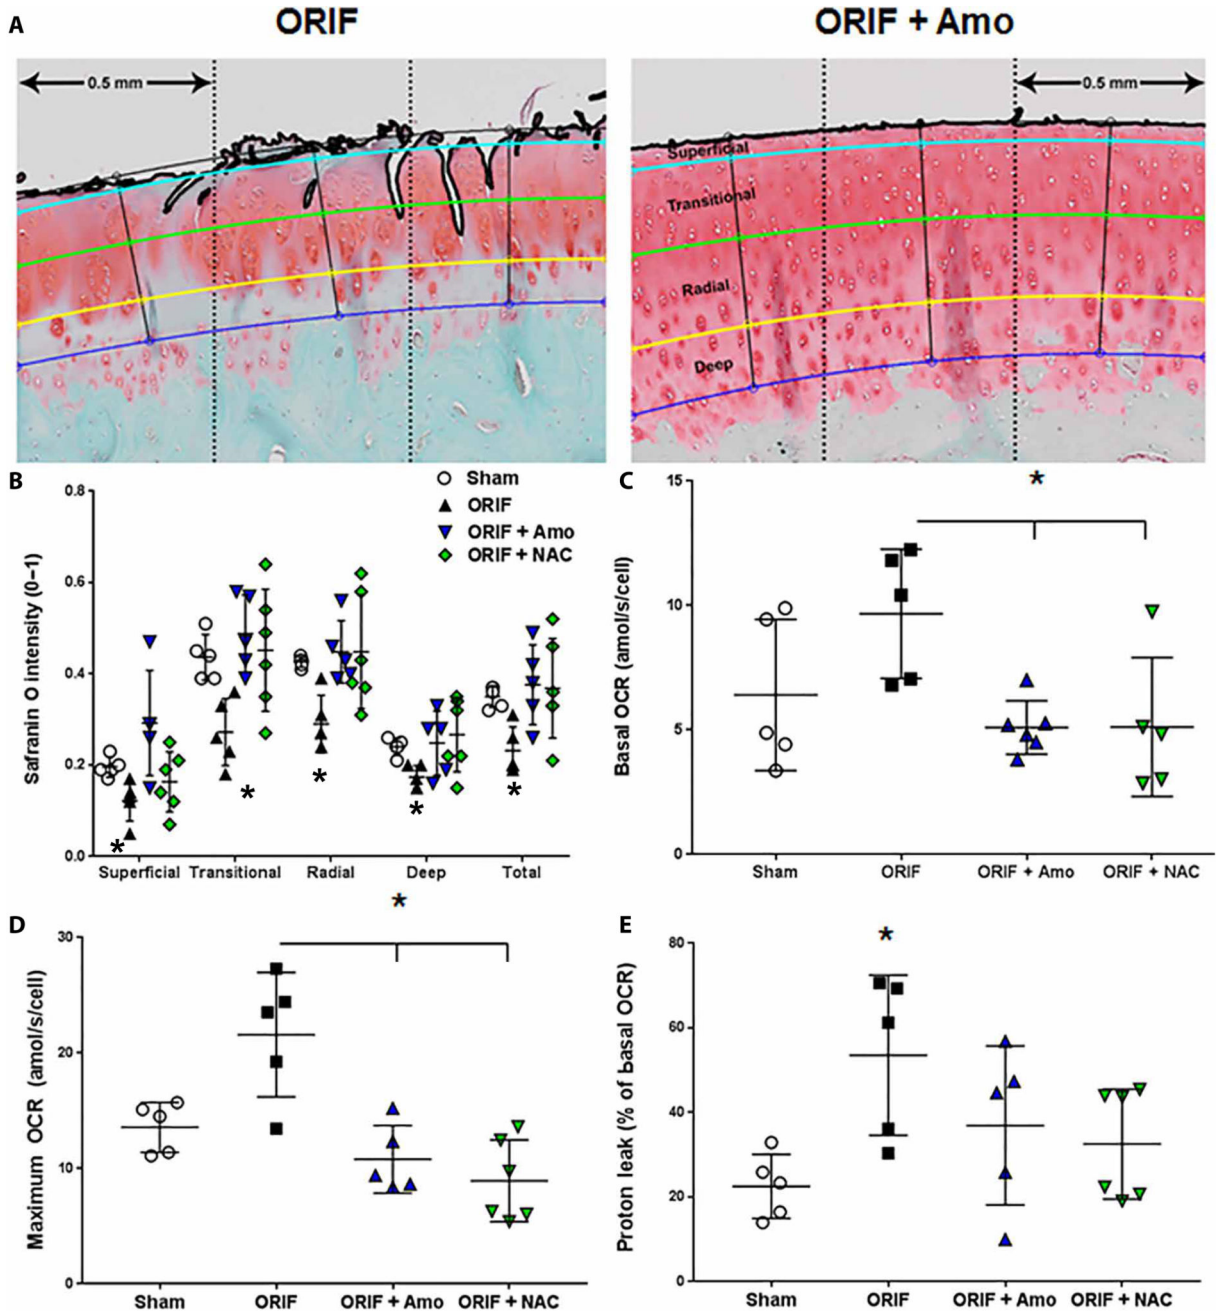 A
ORIF
ORIF + Amo
0.5 mm
0.5 mm
Superficial
Transitional
Radial
Deep
B
Safranin O intensity (0–1)
0.8
0.6
0.4
0.2
0.0
Sham
ORIF
ORIF + Amo
ORIF + NAC
*
*
*
*
*
Superficial
Transitional
Radial
Deep
Total
C
Basal OCR (amol/s/cell)
15
10
5
0
*
Sham
ORIF
ORIF + Amo
ORIF + NAC
D
Maximum OCR (amol/s/cell)
30
20
10
0
*
Sham
ORIF
ORIF + Amo
ORIF + NAC
E
Proton leak (% of basal OCR)
80
60
40
20
0
*
Sham
ORIF
ORIF + Amo
ORIF + NAC